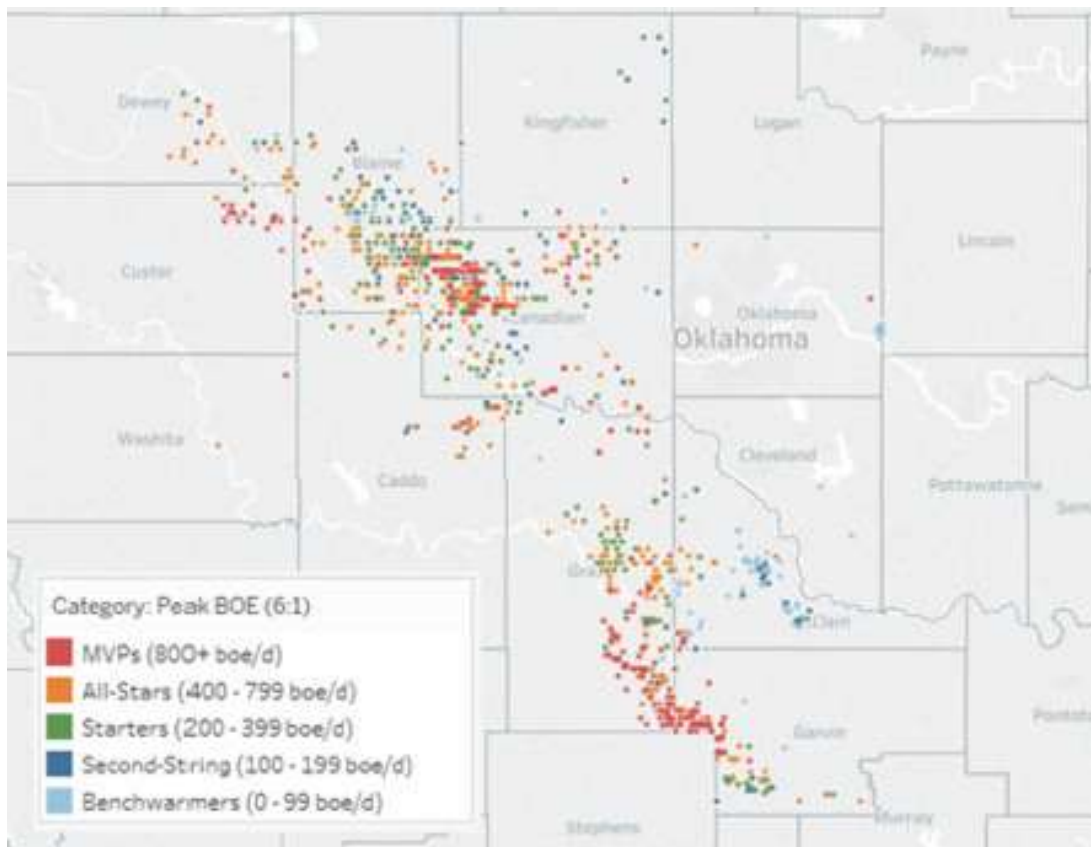 Payne
Dewey
Kingfisher
Logan
Blaine
Lincoln
Custer
Oklahoma
Canadian
Oklahoma
Washita
Cleveland
Caddo
Pottawatomie
Gra
Category: Peak BOE (6:1)
MVPs (800+ boe/d)
All-Stars (400 - 799 boe/d)
Starters (200 - 399 boe/d)
Second-String (100 - 199 boe/d)
Benchwarmers (0 - 99 boe/d)
Garvin
Murray
Stephens